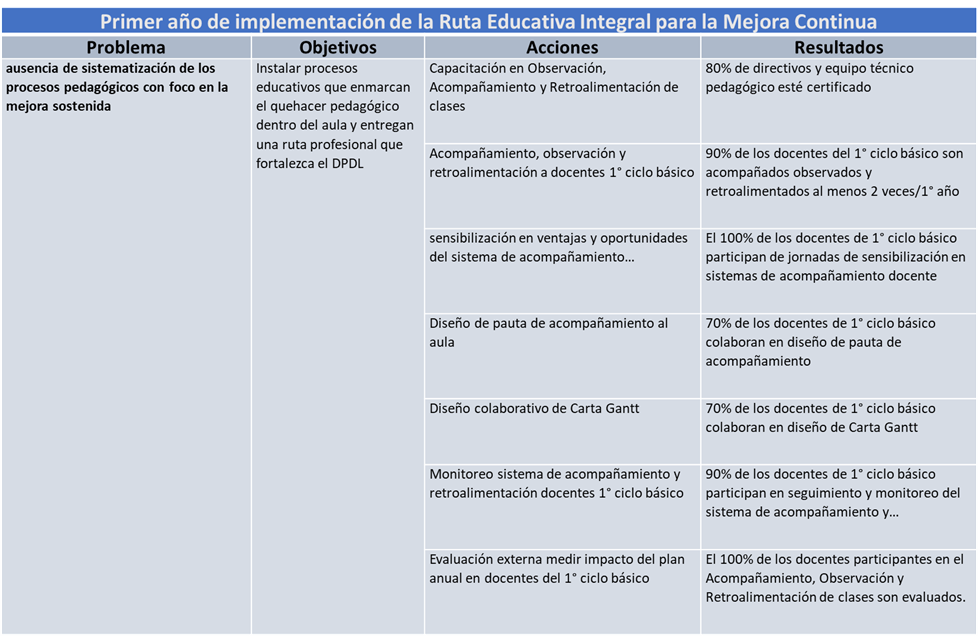 Primer año de implementación de la Ruta Educativa Integral para la Mejora Continua
Problema
Objetivos
Acciones
Resultados
ausencia de sistematización de los
procesos pedagógicos con foco en la
mejora sostenida
Instalar procesos
educativos que enmarcan
el quehacer pedagógico
dentro del aula y entregan
una ruta profesional que
fortalezca el DPDL
Capacitación en Observación,
Acompañamiento y Retroalimentación de
clases
80% de directivos y equipo técnico
pedagógico esté certificado
Acompañamiento, observación y
retroalimentación a docentes 1° ciclo básico
90% de los docentes del 1° ciclo básico son
acompañados observados y
retroalimentados al menos 2 veces/1° año
sensibilización en ventajas y oportunidades
del sistema de acompañamiento…
El 100% de los docentes de 1° ciclo básico
participan de jornadas de sensibilización en
sistemas de acompañamiento docente
Diseño de pauta de acompañamiento al
aula
70% de los docentes de 1° ciclo básico
colaboran en diseño de pauta de
acompañamiento
Diseño colaborativo de Carta Gantt
70% de los docentes de 1° ciclo básico
colaboran en diseño de Carta Gantt
Monitoreo sistema de acompañamiento y
retroalimentación docentes 1° ciclo básico
90% de los docentes de 1° ciclo básico
participan en seguimiento y monitoreo del
sistema de acompañamiento y…
Evaluación externa medir impacto del plan
anual en docentes del 1° ciclo básico
El 100% de los docentes participantes en el
Acompañamiento, Observación y
Retroalimentación de clases son evaluados.